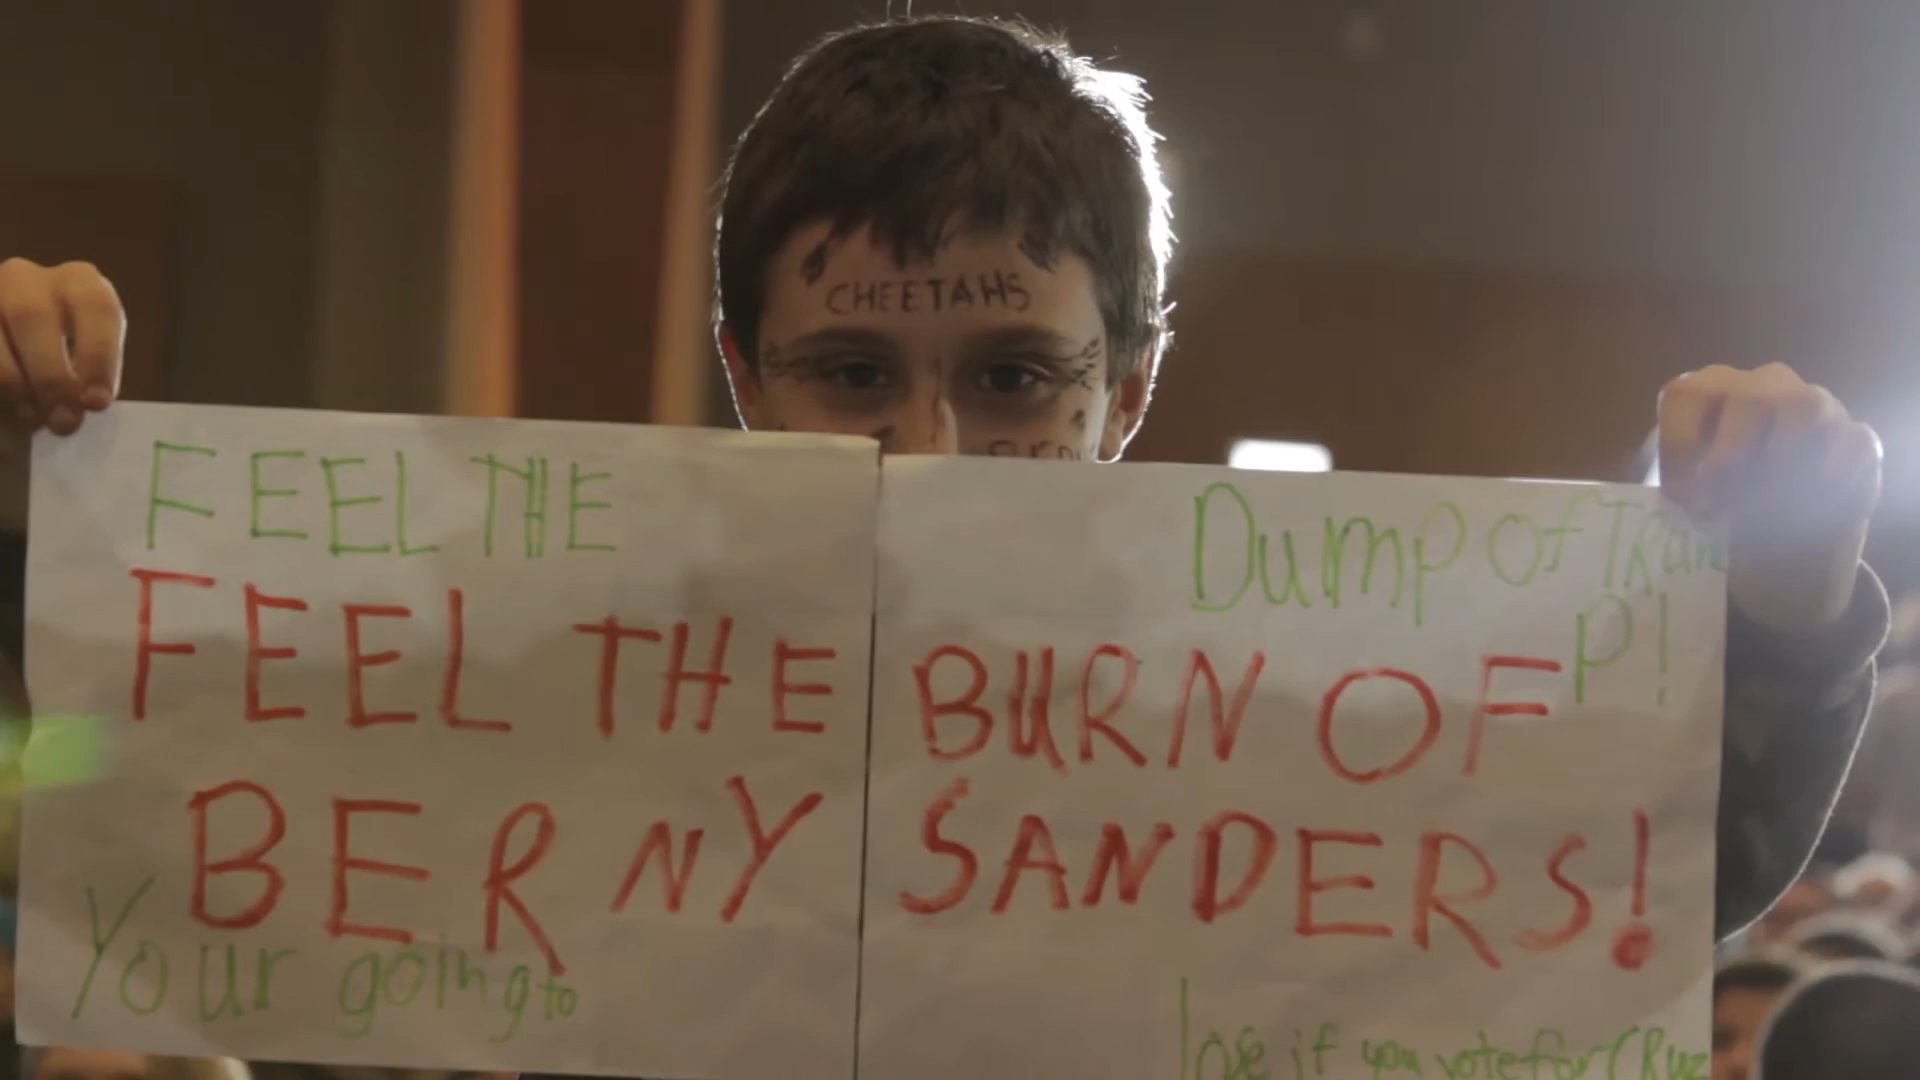 CHEETAHS
FEEL THE
Dump of TRam
P!
FEEL THE BURN OF
BERNY SANDERS!
Your going to
lose if you vote for CRuz